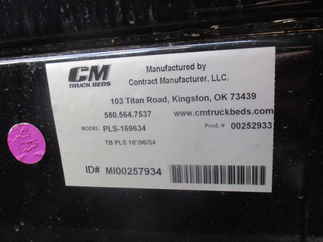 CM
TRUCK BEDS
Manufactured by
Contract Manufacturer, LLC.
103 Titan Road, Kingston, OK 73439
580.564.7537 www.cmtruckbeds.com
MODEL: PLS-169634 Prod. # 00252933
TB PLS 16'/96/34
ID# MI00257934